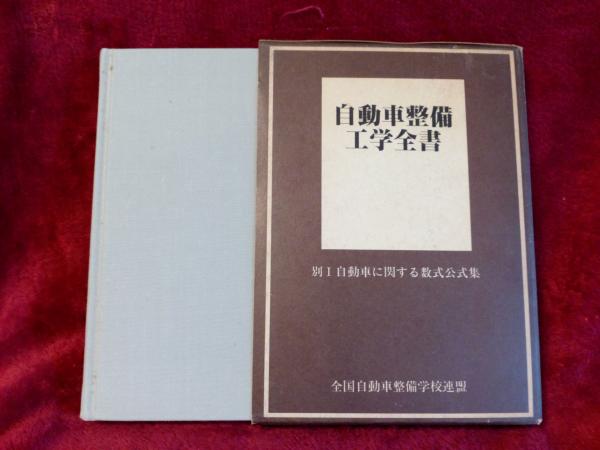 自動車整備
工学全書
別I自動車に関する数式公式集
全国自動車整備学校連盟